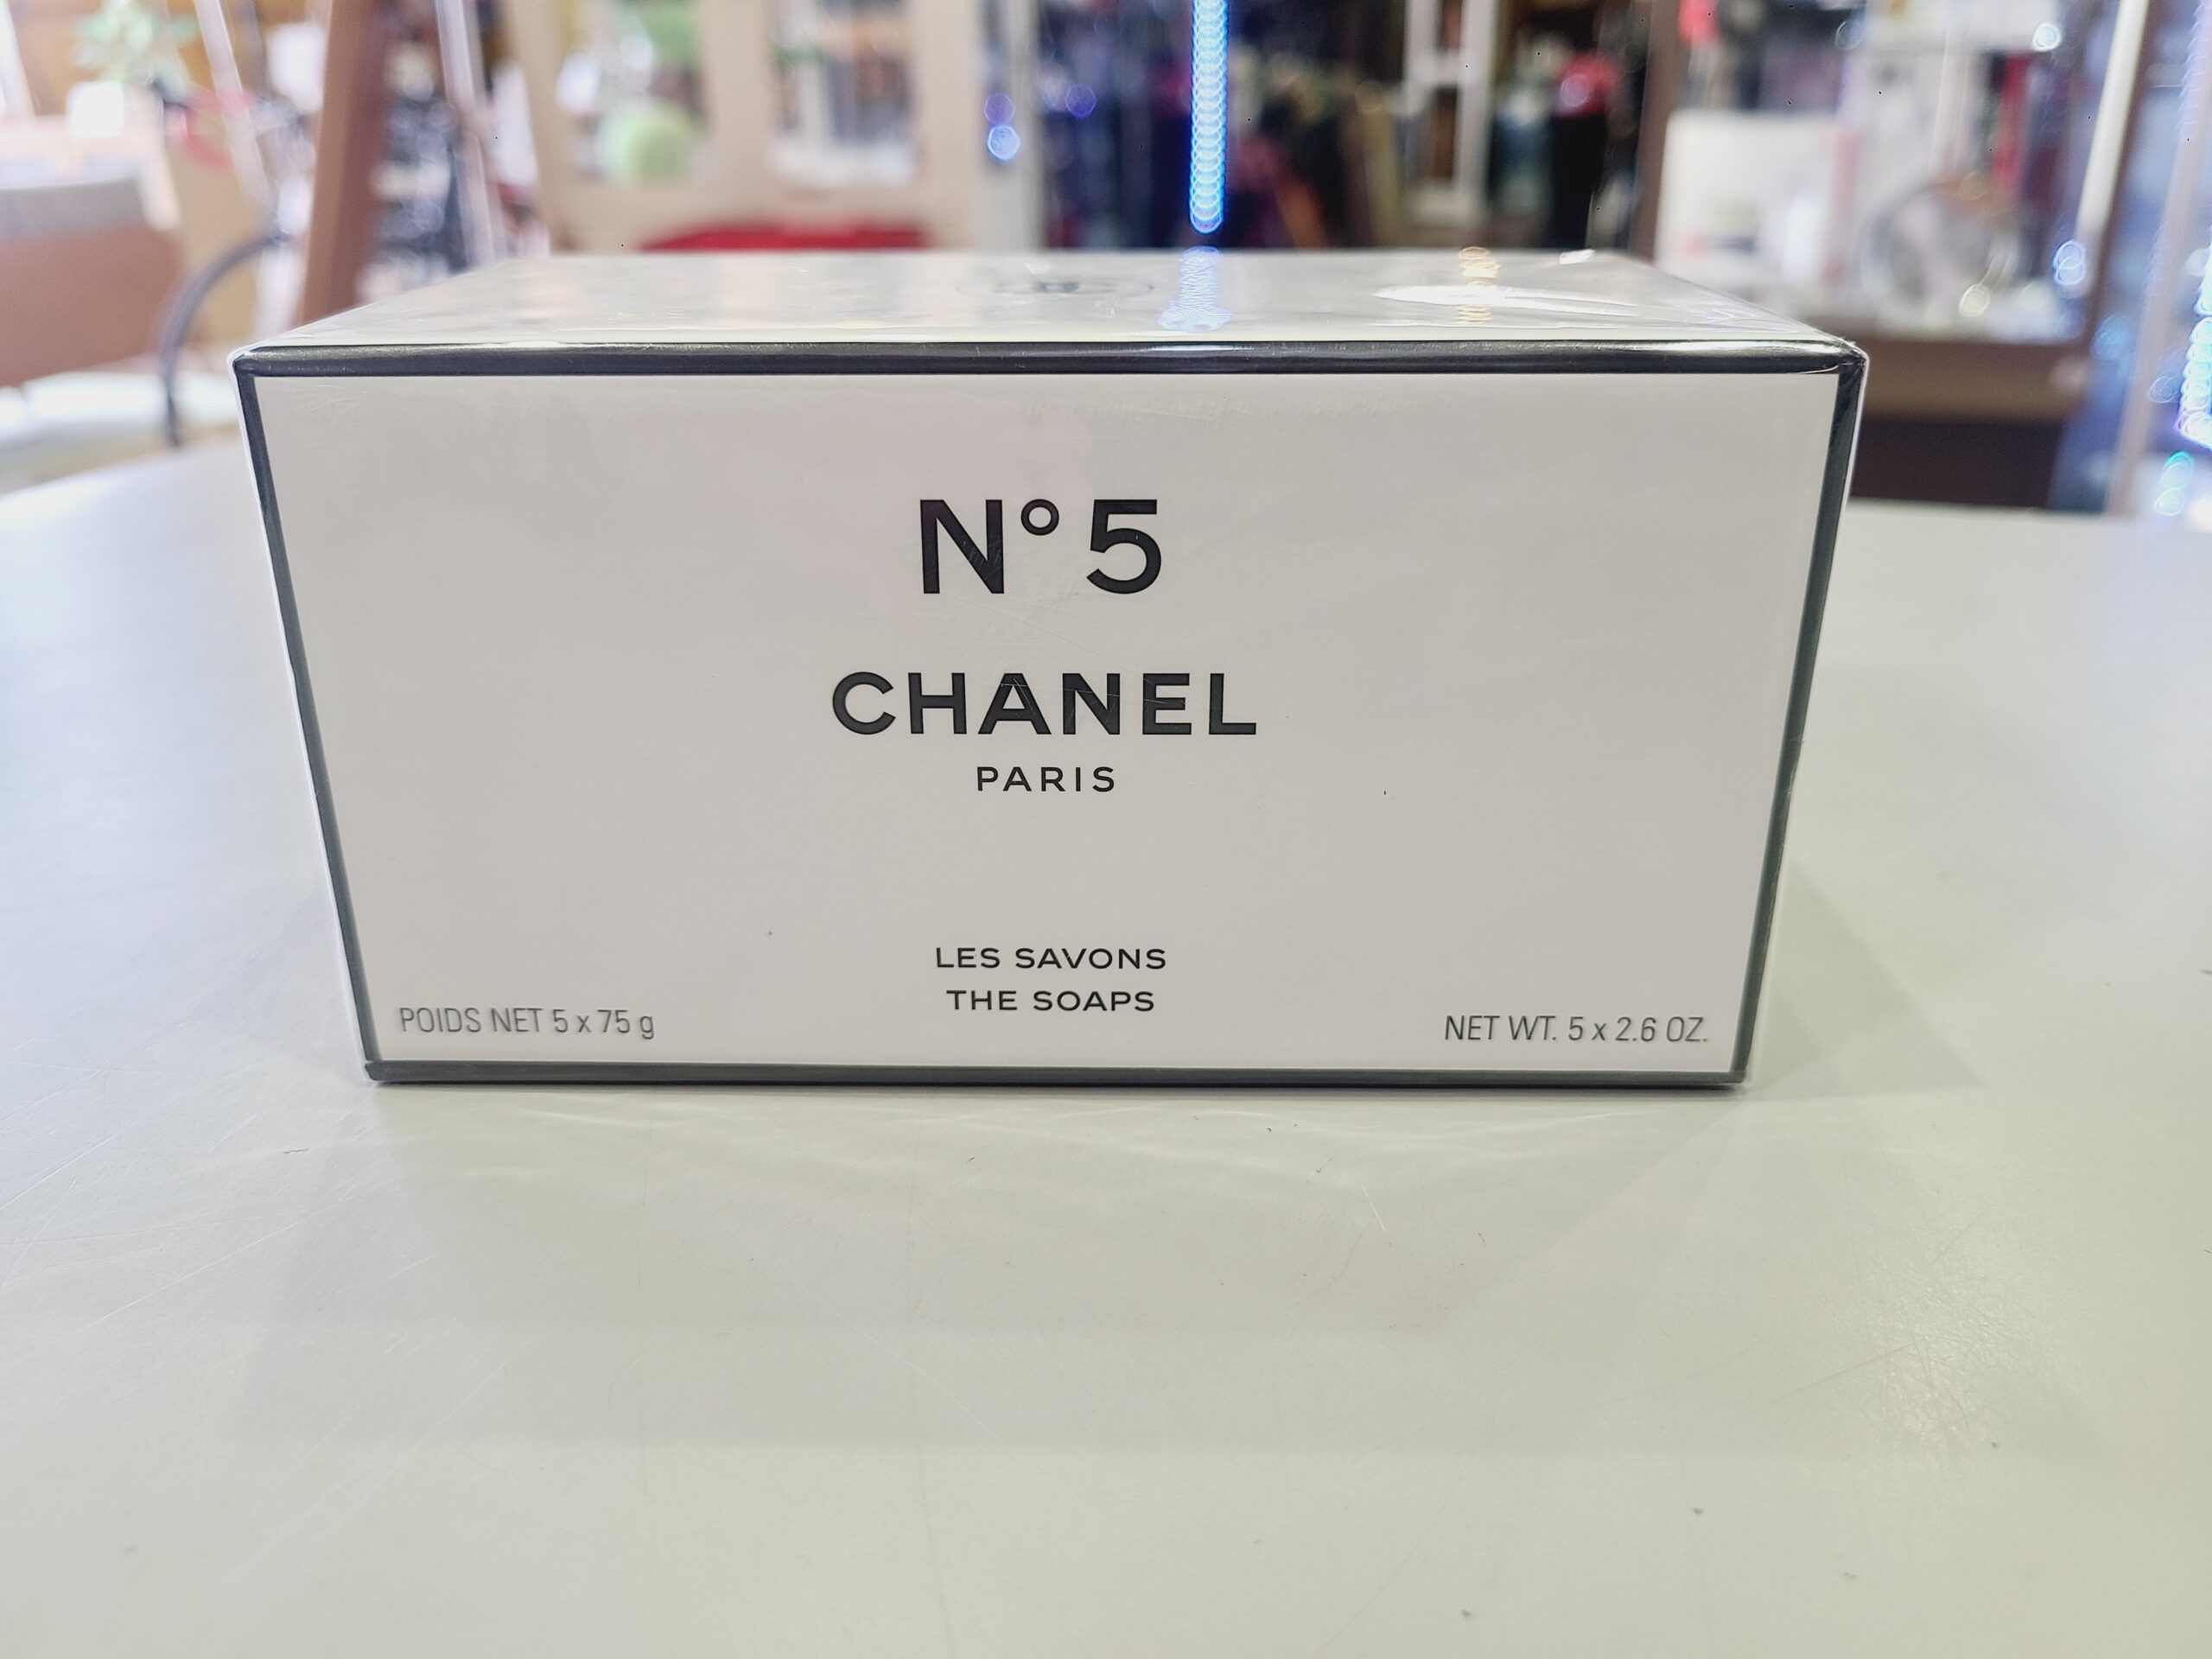 N° 5
CHANEL
PARIS
LES SAVONS
THE SOAPS
POIDS NET 5 x 75 g
NET WT. 5 x 2.6 OZ.